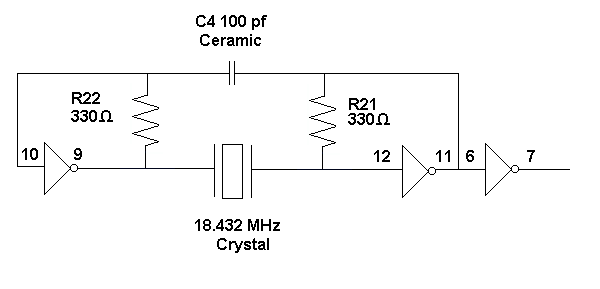 C4 100 pf
Ceramic
R22
330Ω
R21
330Ω
10
9
12
11
6
7
18.432 MHz
Crystal